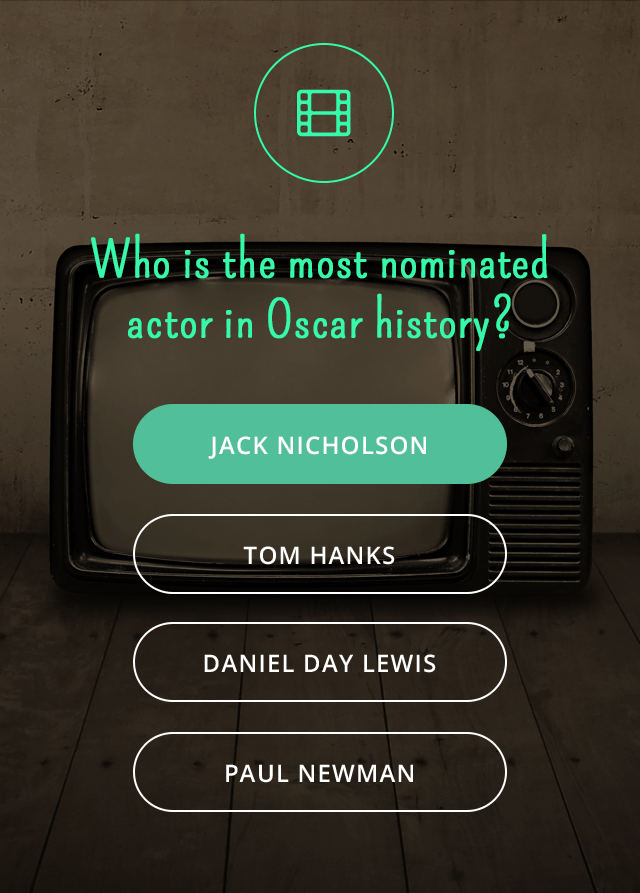 Who is the most nominated
actor in Oscar history?
JACK NICHOLSON
TOM HANKS
DANIEL DAY LEWIS
PAUL NEWMAN